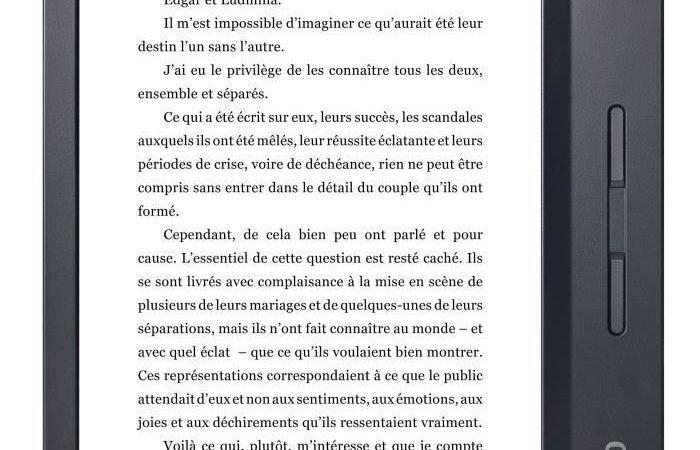 Edgar et Ludmilla.
Il m'est impossible d'imaginer ce qu'aurait été leur
destin l'un sans l'autre.
J'ai eu le privilège de les connaître tous les deux,
ensemble et séparés.
Ce qui a été écrit sur eux, leurs succès, les scandales
auxquels ils ont été mêlés, leur réussite éclatante et leurs
périodes de crise, voire de déchéance, rien ne peut être
compris sans entrer dans le détail du couple qu'ils ont
formé.
Cependant, de cela bien peu ont parlé et pour
cause. L'essentiel de cette question est resté caché. Ils
se sont livrés avec complaisance à la mise en scène de
plusieurs de leurs mariages et de quelques-unes de leurs
séparations, mais ils n'ont fait connaître au monde – et
avec quel éclat – que ce qu'ils voulaient bien montrer.
Ces représentations correspondaient à ce que le public
attendait d'eux et non aux sentiments, aux émotions, aux
joies et aux déchirements qu'ils ressentaient vraiment.
Voilà ce qui, plutôt, m'intéresse et que je compte